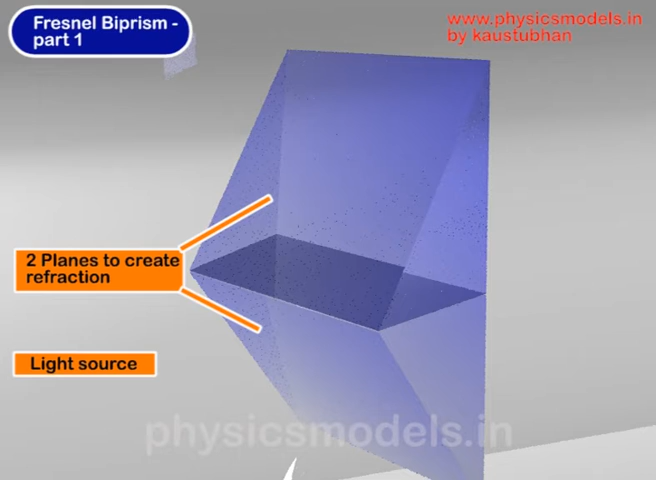 Fresnel Biprism -
part 1
www.physicsmodels.in
by kaustubhan
2 Planes to create
refraction
Light source
physicsmodels.in